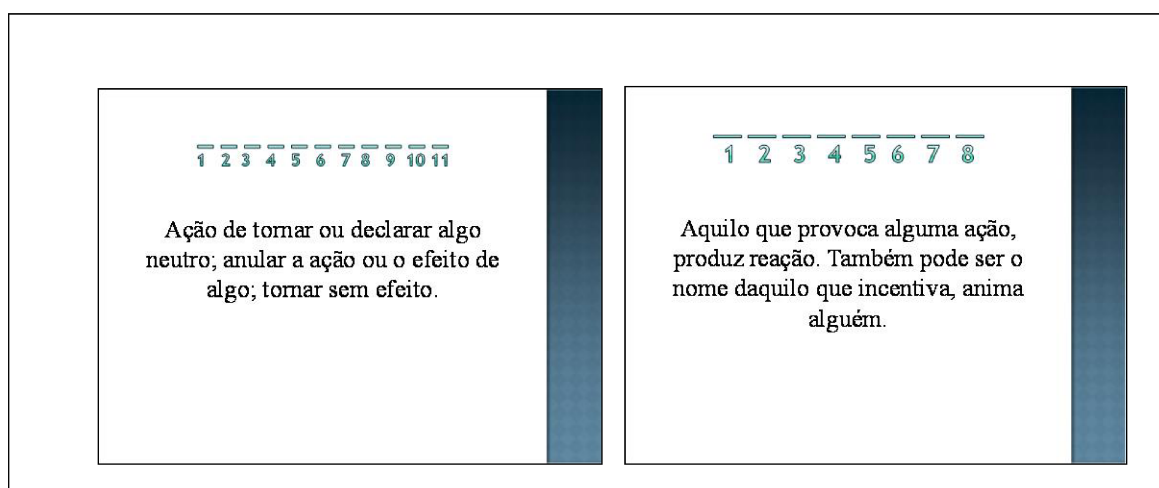 1 2 3 4 5 6 7 8 9 10 11
Ação de tornar ou declarar algo
neutro; anular a ação ou o efeito de
algo; tornar sem efeito.
1 2 3 4 5 6 7 8
Aquilo que provoca alguma ação,
produz reação. Também pode ser o
nome daquilo que incentiva, anima
alguém.